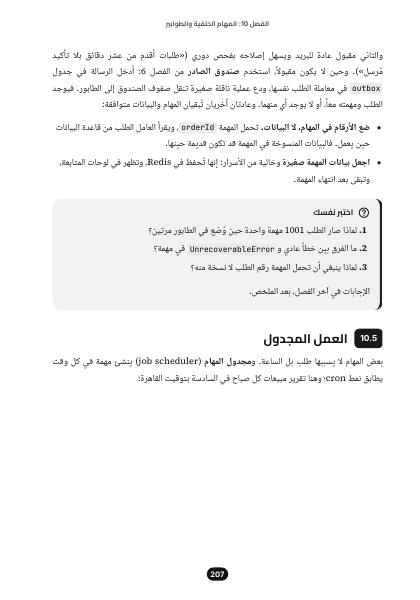 الفصل 10: المهام الخلفية والطوابير
والثاني مقبول عادة للبريد ويسهل إصلاحه بفحص دوري («طلبات أقدم من عشر دقائق بلا تأكيد
مُرسل»). وحين لا يكون مقبولًا، استخدم صندوق الصادر من الفصل 6: أدخل الرسالة في جدول
outbox في معاملة الطلب نفسها، ودع عملية ناقلة صغيرة تنقل صفوف الصندوق إلى الطابور. فيوجد
الطلب ومهمته معاً، أو لا يوجد أي منهما. وعادتان أخريان تُبقيان المهام والبيانات متوافقة:
• ضع الأرقام في المهام، لا البيانات. تحمل المهمة orderId، ويقرأ العامل الطلب من قاعدة البيانات
حين يعمل. فالبيانات المنسوخة في المهمة قد تكون قديمة حينها.
• اجعل بيانات المهمة صغيرة وخالية من الأسرار: إنها تُحفظ في Redis، وتظهر في لوحات المتابعة،
وتبقى بعد انتهاء المهمة.
اختبر نفسك
1. لماذا صار الطلب 1001 مهمة واحدة حين وُضع في الطابور مرتين؟
2. ما الفرق بين خطأ عادي و UnrecoverableError في مهمة؟
3. لماذا ينبغي أن تحمل المهمة رقم الطلب لا نسخة منه؟
الإجابات في آخر الفصل، بعد الملخص.
10.5 العمل المجدول
بعض المهام لا يسببها طلب بل الساعة. ومجدول المهام (job scheduler) ينشئ مهمة في كل وقت
يطابق نمط cron؛ وهنا تقرير مبيعات كل صباح في السادسة بتوقيت القاهرة:
207